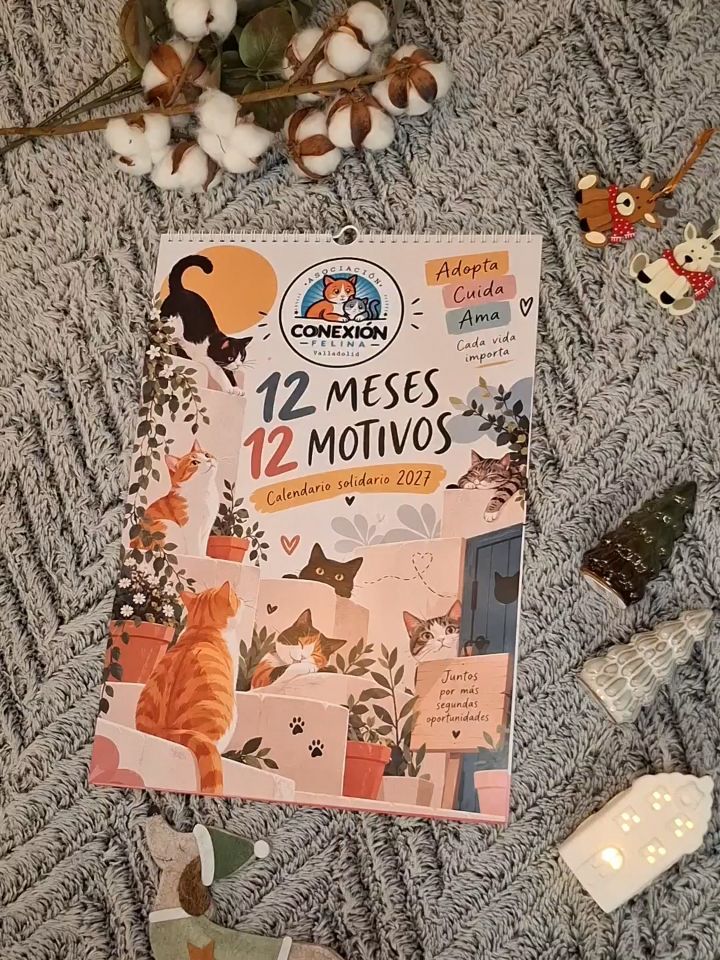 ASOCIACIÓN
CONEXIÓN
FELINA
Valladolid
Adopta
Cuida
Ama
Cada vida
importa
12 MESES
12 MOTIVOS
Calendario solidario 2027
Juntos
por más
segundas
oportunidades